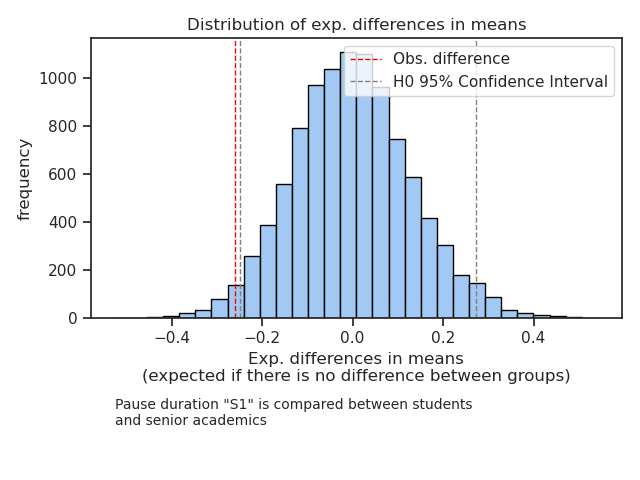 Distribution of exp. differences in means
Obs. difference
H0 95% Confidence Interval
frequency
1000
800
600
400
200
0
−0.4 −0.2 0.0 0.2 0.4
Exp. differences in means
(expected if there is no difference between groups)
Pause duration "S1" is compared between students
and senior academics